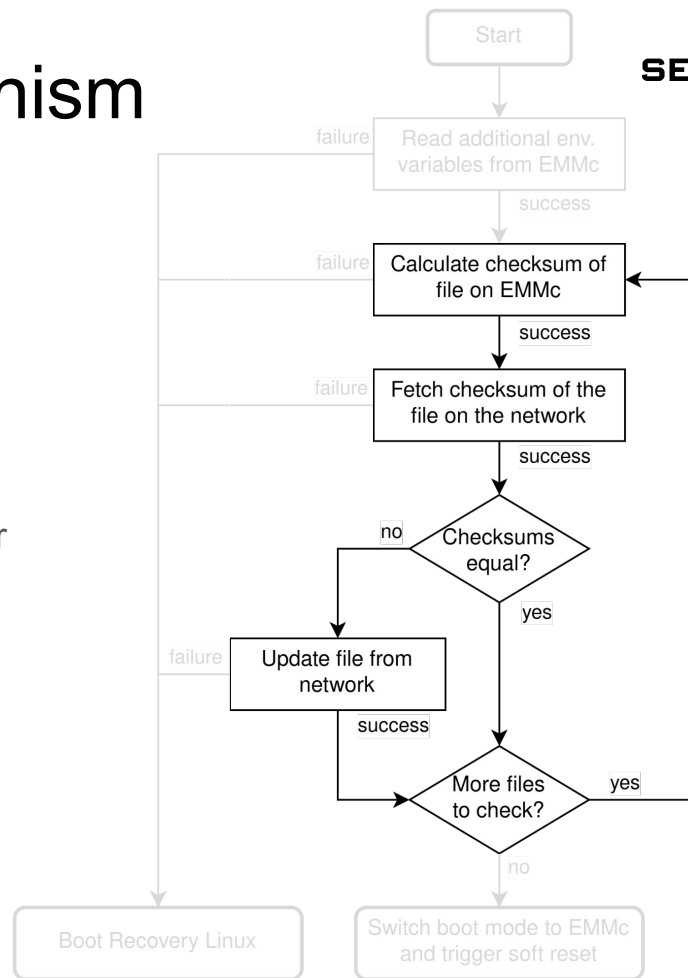 nism
SE
Start
failure
Read additional env.
variables from EMMc
success
failure
Calculate checksum of
file on EMMc
success
failure
Fetch checksum of the
file on the network
success
no
Checksums
equal?
r
yes
failure
Update file from
network
success
More files
to check?
yes
no
Boot Recovery Linux
Switch boot mode to EMMc
and trigger soft reset